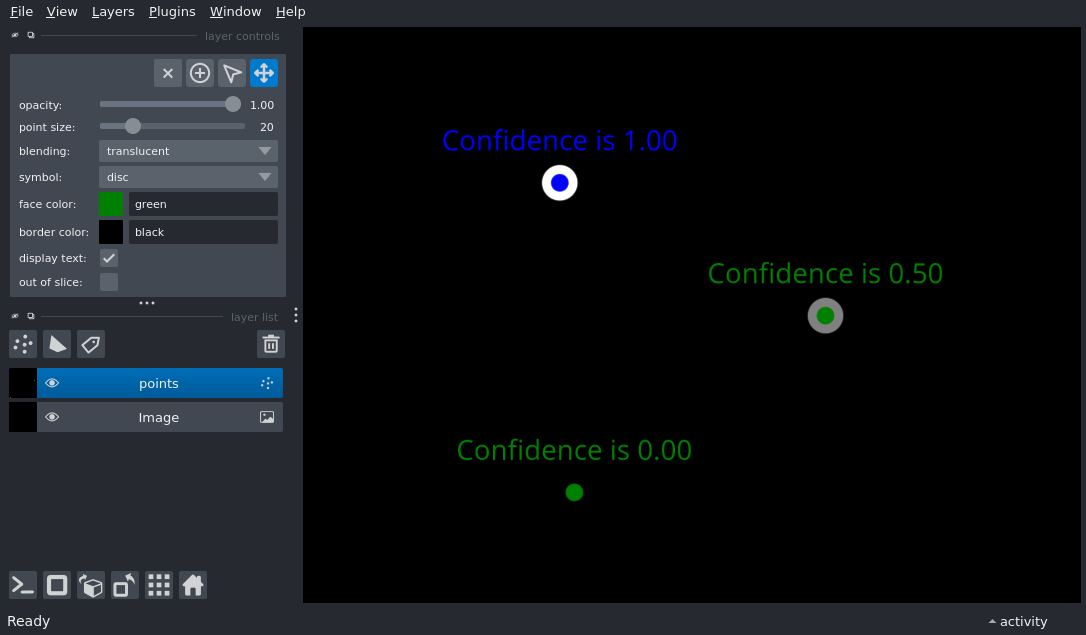 File View Layers Plugins Window Help
layer controls
opacity: 1.00
point size: 20
blending: translucent
symbol: disc
face color: green
border color: black
display text:
out of slice:
layer list
points
Image
Confidence is 1.00
Confidence is 0.50
Confidence is 0.00
Ready
activity